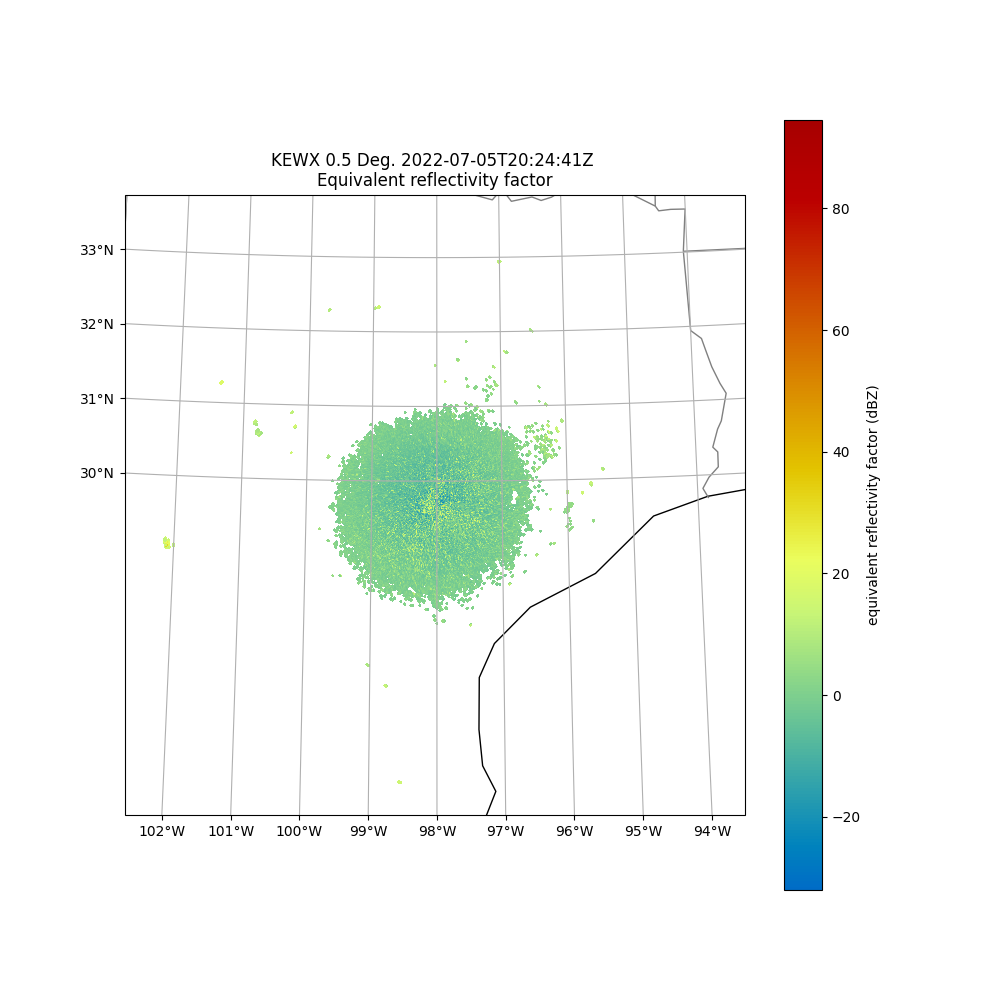 KEWX 0.5 Deg. 2022-07-05T20:24:41Z
Equivalent reflectivity factor
33°N
32°N
31°N
30°N
102°W 101°W 100°W 99°W 98°W 97°W 96°W 95°W 94°W
80
60
40
20
0
−20
equivalent reflectivity factor (dBZ)